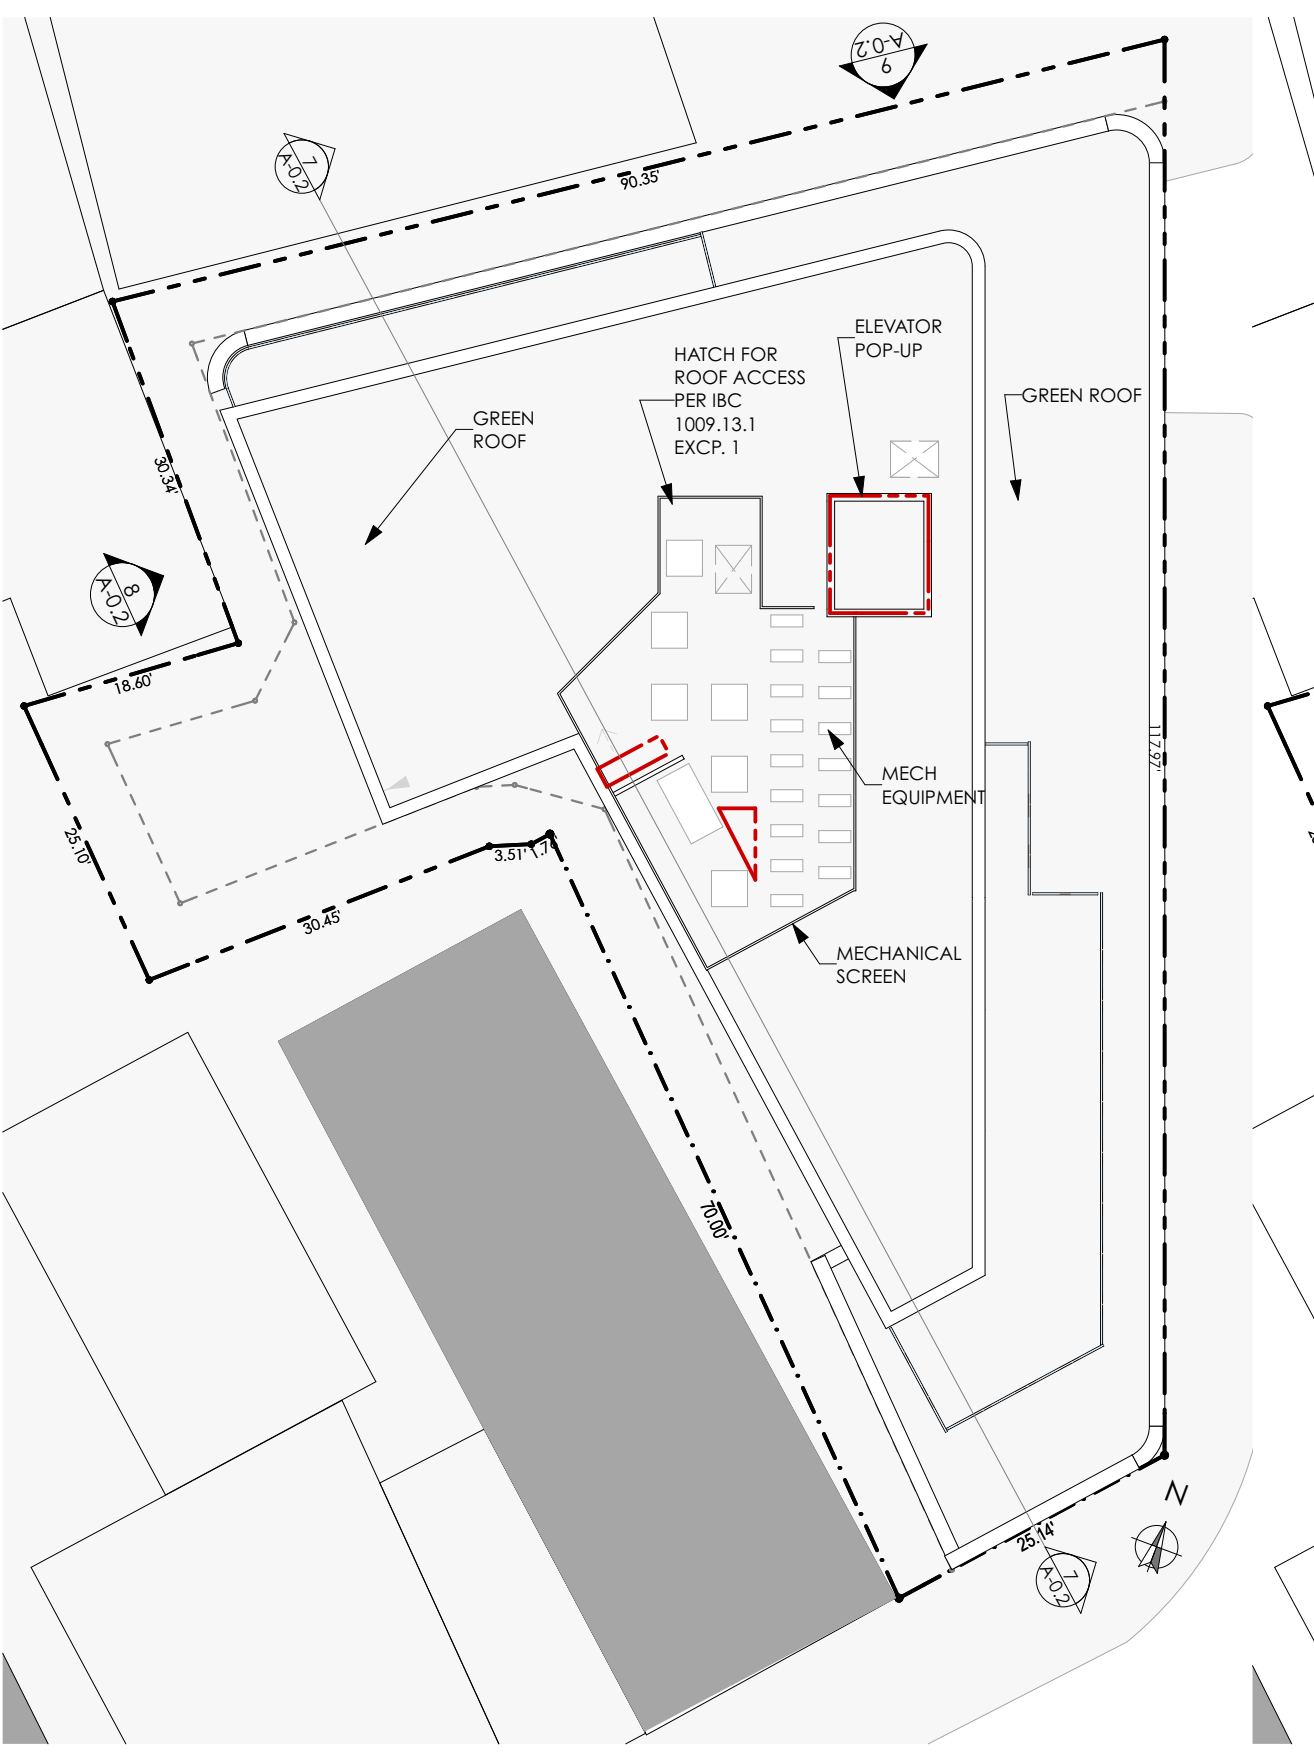 9
A-0.2
7
A-0.2
90.35'
ELEVATOR
POP-UP
HATCH FOR
ROOF ACCESS
PER IBC
1009.13.1
EXCP. 1
GREEN ROOF
GREEN
ROOF
30.34'
8
A-0.2
18.60'
117.97'
MECH
EQUIPMENT
25.10'
3.51'
30.45'
MECHANICAL
SCREEN
70.00'
N
25.14'
7
A-0.2